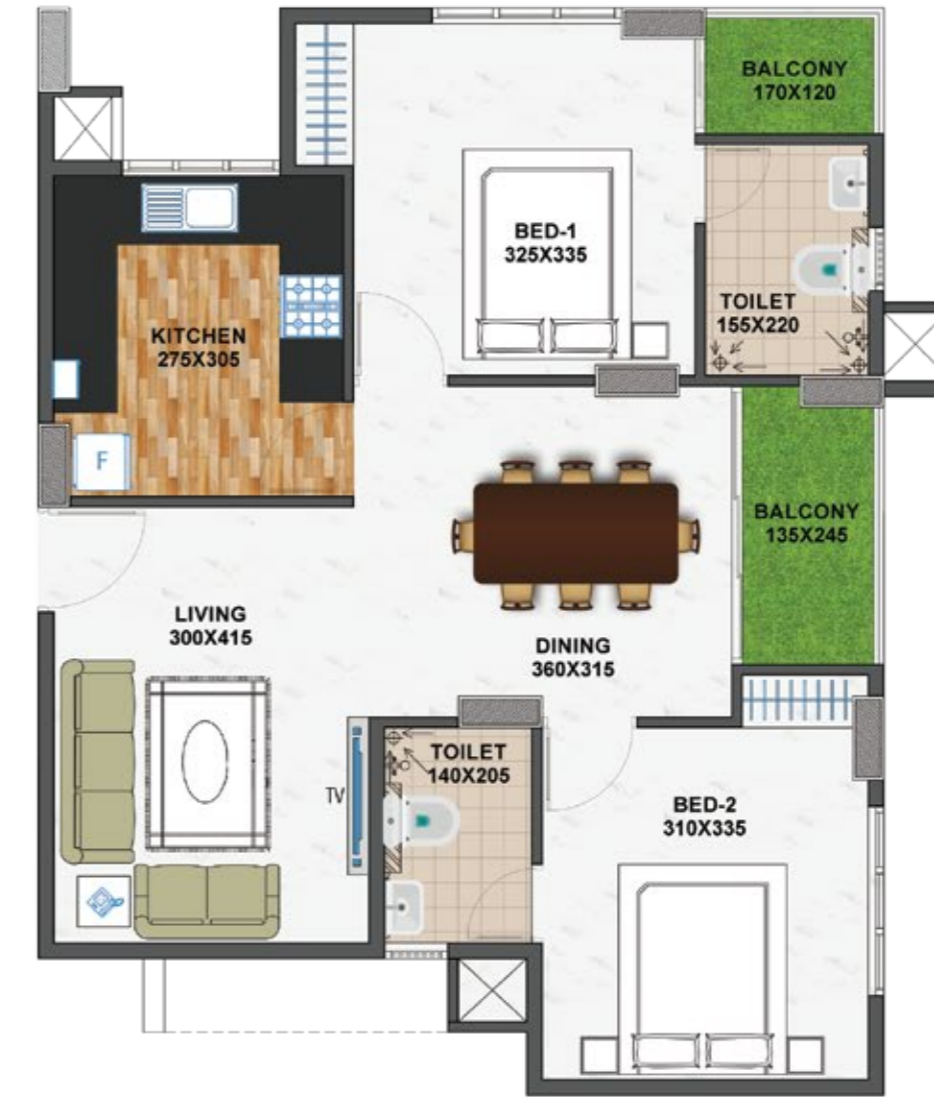 BALCONY
170X120
BED-1
325X335
TOILET
155X220
KITCHEN
275X305
F
BALCONY
135X245
LIVING
300X415
DINING
360X315
TOILET
140X205
TV
BED-2
310X335